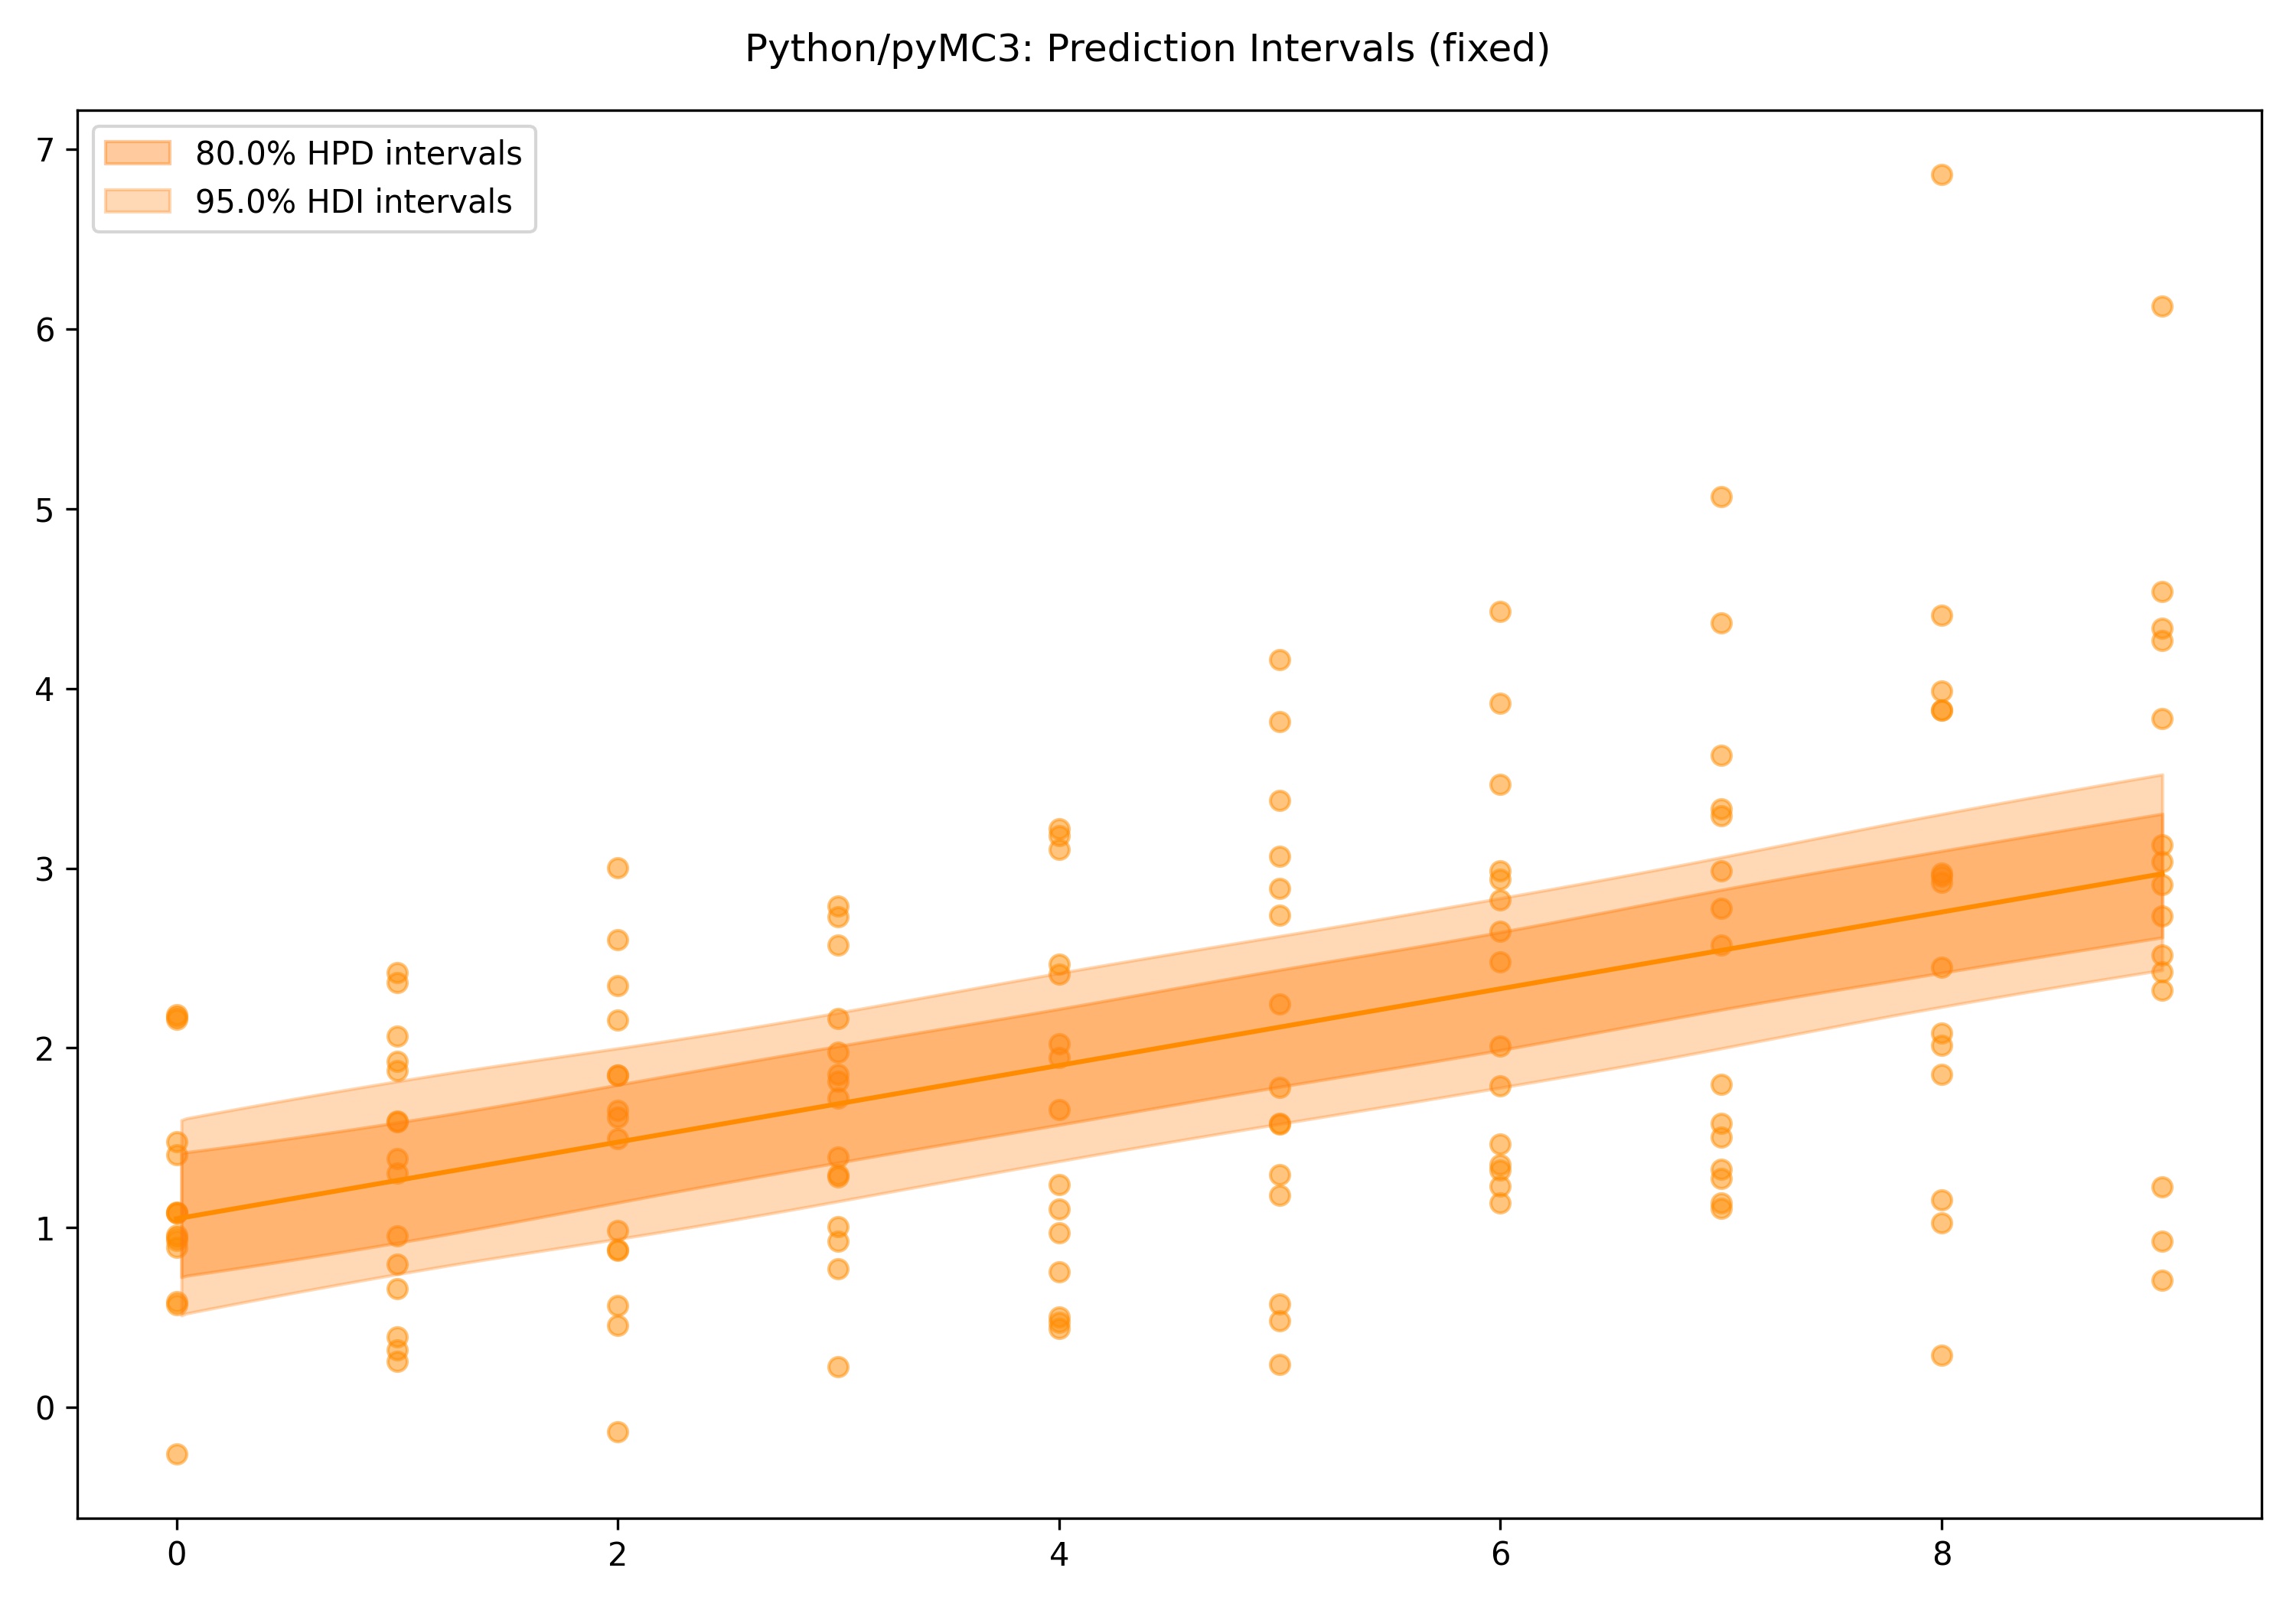 Python/pyMC3: Prediction Intervals (fixed)
80.0% HPD intervals
95.0% HDI intervals
7
6
5
4
3
2
1
0
0 2 4 6 8